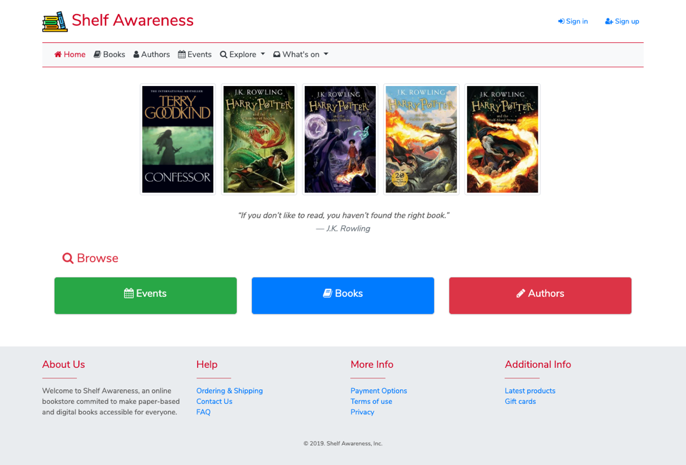 Shelf Awareness
Sign in
Sign up
Home
Books
Authors
Events
Explore
What's on
THE INTERNATIONAL BESTSELLER
TERRY
GOODKIND
CONFESSOR
J.K. ROWLING
HARRY POTTER
J.K. ROWLING
HARRY POTTER
J.K. ROWLING
HARRY POTTER
J.K. ROWLING
HARRY POTTER
"If you don't like to read, you haven't found the right book."
— J.K. Rowling
Browse
Events
Books
Authors
About Us
Welcome to Shelf Awareness, an online
bookstore commited to make paper-based
and digital books accessible for everyone.
Help
Ordering & Shipping
Contact Us
FAQ
More Info
Payment Options
Terms of use
Privacy
Additional Info
Latest products
Gift cards
© 2019. Shelf Awareness, Inc.